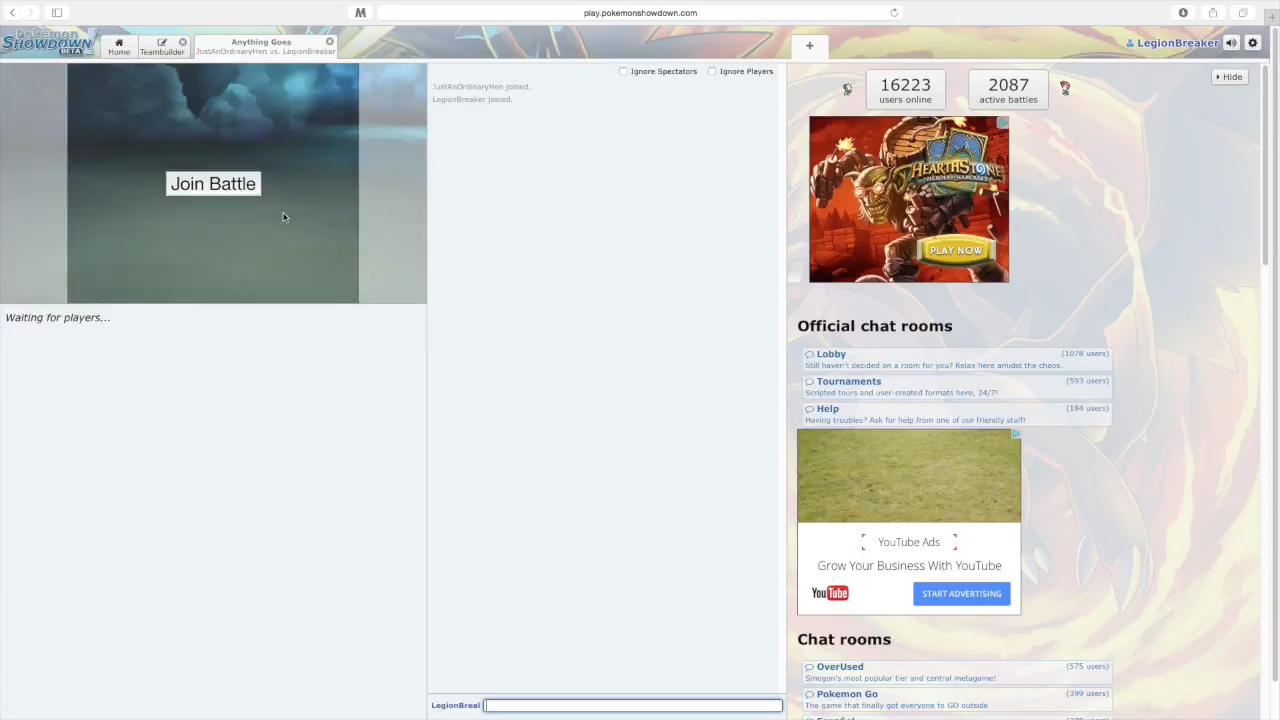 play.pokemonshowdown.com
Pokémon
SHOWDOWN
BETA
Home
Teambuilder
Anything Goes
JustAnOrdinaryHen vs. LegionBreaker
+
LegionBreaker
Ignore Spectators
Ignore Players
Hide
JustAnOrdinaryHen joined.
LegionBreaker joined.
16223
users online
2087
active battles
HEARTHSTONE
HEROES OF WARCRAFT
PLAY NOW
Join Battle
Waiting for players...
Official chat rooms
Lobby (1078 users)
Still haven't decided on a room for you? Relax here amidst the chaos.
Tournaments (593 users)
Scripted tours and user-created formats here, 24/7!
Help (184 users)
Having troubles? Ask for help from one of our friendly staff!
YouTube Ads
Grow Your Business With YouTube
YouTube
START ADVERTISING
Chat rooms
OverUsed (575 users)
Smogon's most popular tier and central metagame!
Pokemon Go (399 users)
The game that finally got everyone to GO outside
LegionBreal